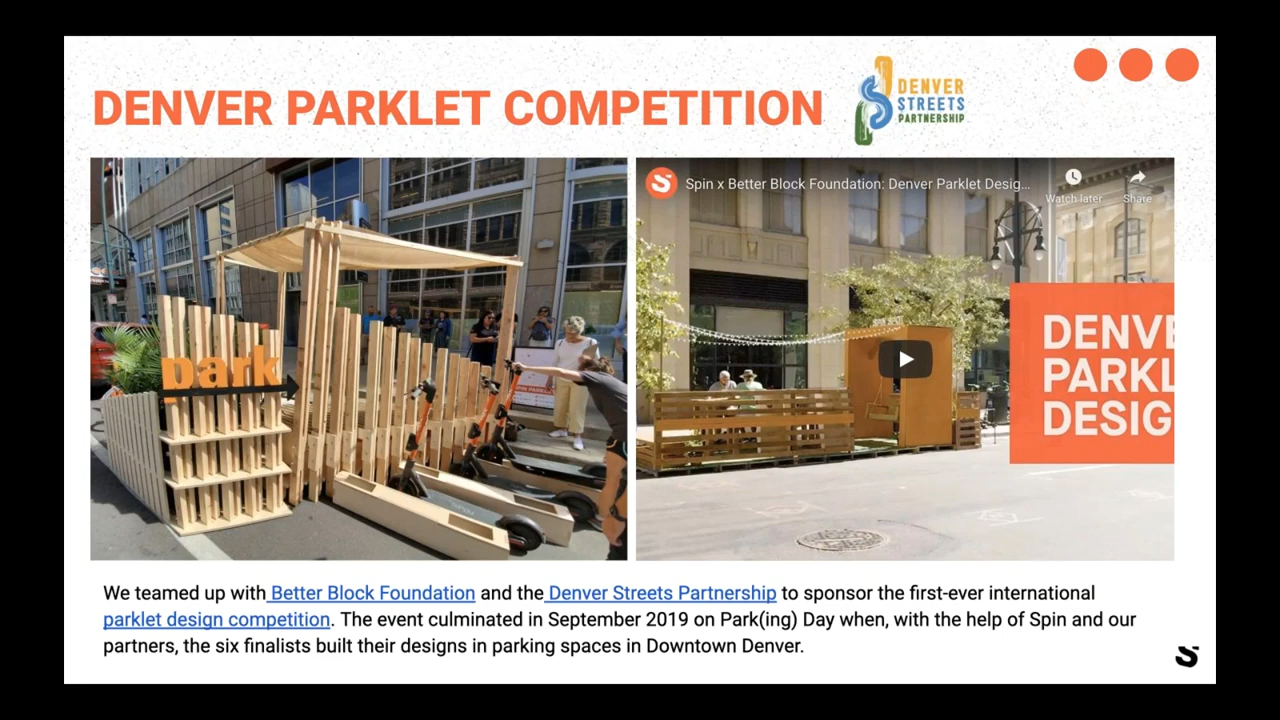 DENVER PARKLET COMPETITION
DENVER
STREETS
PARTNERSHIP
park
Spin x Better Block Foundation: Denver Parklet Desig...
Watch later
Share
DENVE
PARKL
DESIG
We teamed up with Better Block Foundation and the Denver Streets Partnership to sponsor the first-ever international
parklet design competition. The event culminated in September 2019 on Park(ing) Day when, with the help of Spin and our
partners, the six finalists built their designs in parking spaces in Downtown Denver.